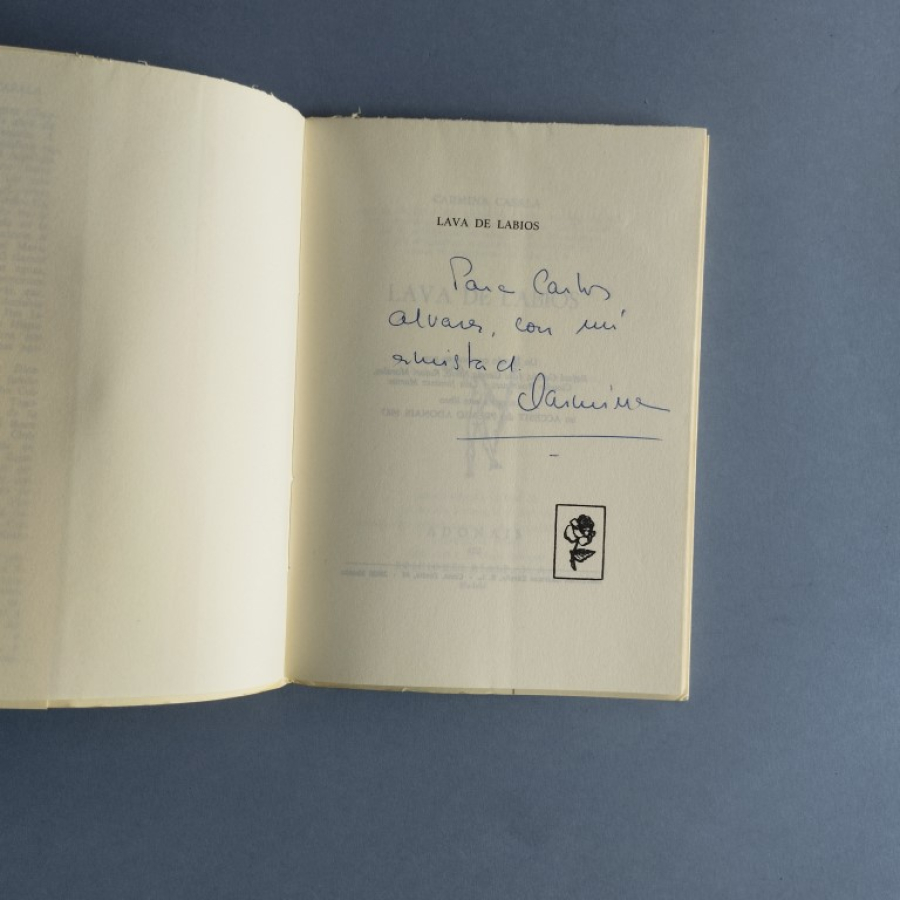 LAVA DE LABIOS
Para Carlos
Alvarez, con mi
amistad.
Carmina